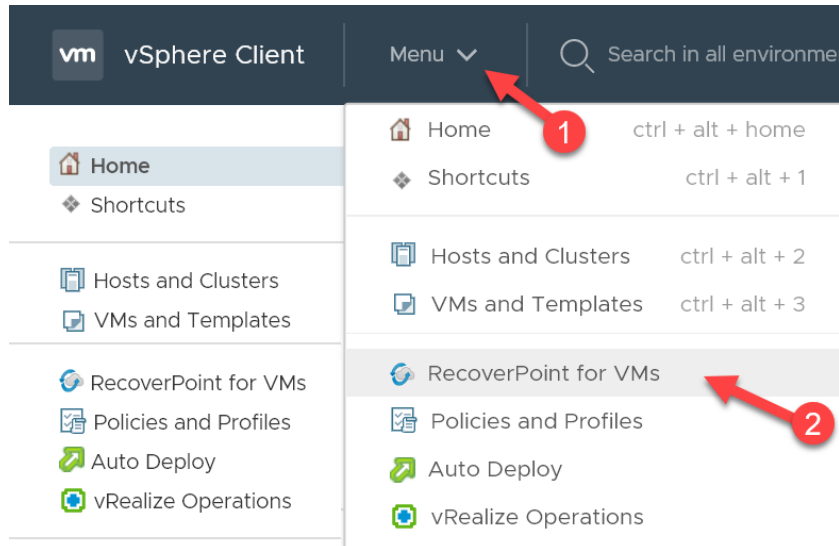 vm vSphere Client Menu Search in all environme
Home
Shortcuts
Hosts and Clusters
VMs and Templates
RecoverPoint for VMs
Policies and Profiles
Auto Deploy
vRealize Operations
Home ctrl + alt + home
1
Shortcuts ctrl + alt + 1
Hosts and Clusters ctrl + alt + 2
VMs and Templates ctrl + alt + 3
RecoverPoint for VMs
2
Policies and Profiles
Auto Deploy
vRealize Operations